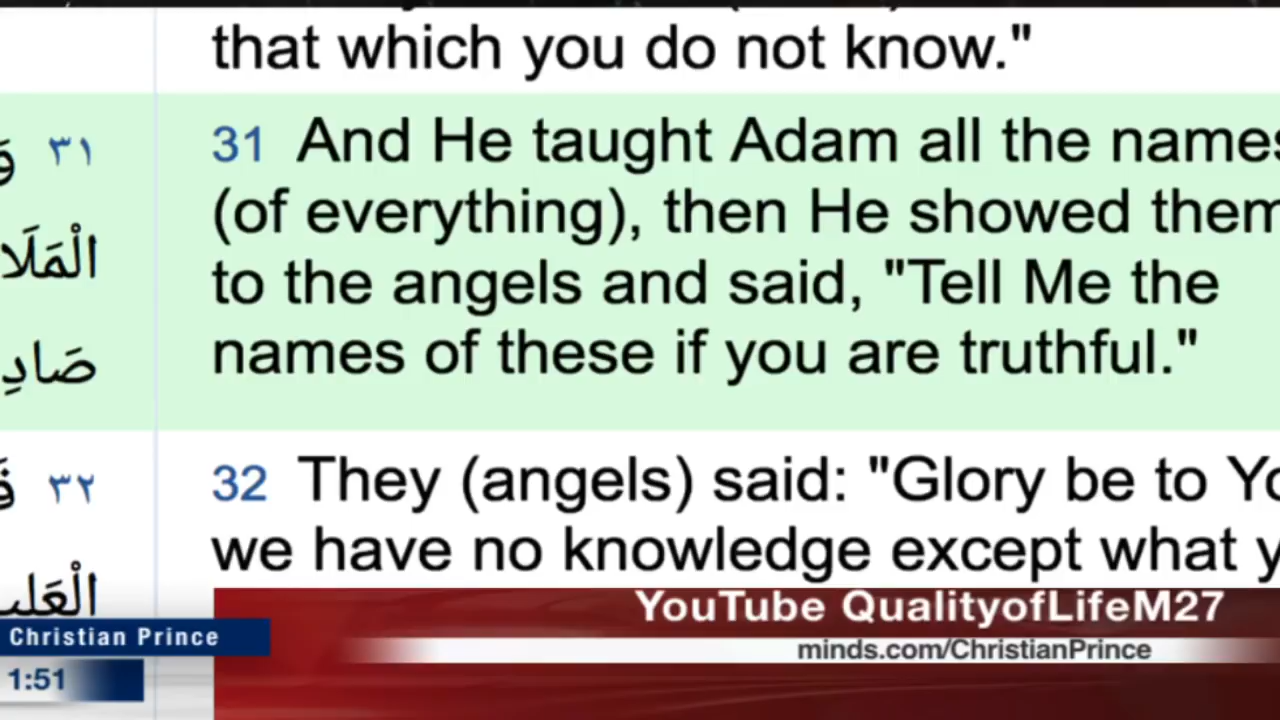 that which you do not know."
٣١ وَ
الْمَلَا
صَادِ
31 And He taught Adam all the names
(of everything), then He showed them
to the angels and said, "Tell Me the
names of these if you are truthful."
٣٢
32 They (angels) said: "Glory be to Yo
we have no knowledge except what y
YouTube QualityofLifeM27
minds.com/ChristianPrince
Christian Prince
1:51